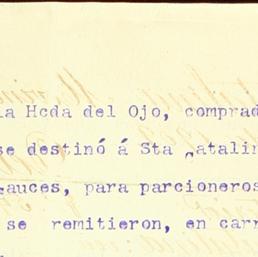 la Hcda del Ojo, comprad
se destinó á Sta atalin
auces, para parcioneros
se remitieron, en carr